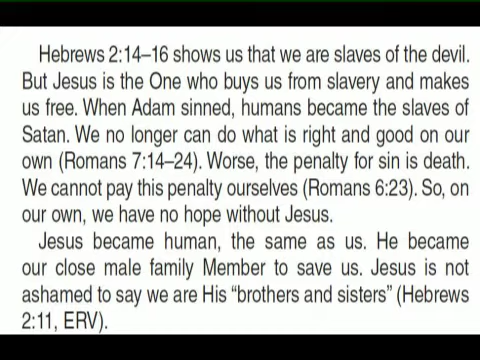 Hebrews 2:14–16 shows us that we are slaves of the devil.
But Jesus is the One who buys us from slavery and makes
us free. When Adam sinned, humans became the slaves of
Satan. We no longer can do what is right and good on our
own (Romans 7:14–24). Worse, the penalty for sin is death.
We cannot pay this penalty ourselves (Romans 6:23). So, on
our own, we have no hope without Jesus.
Jesus became human, the same as us. He became
our close male family Member to save us. Jesus is not
ashamed to say we are His “brothers and sisters” (Hebrews
2:11, ERV).